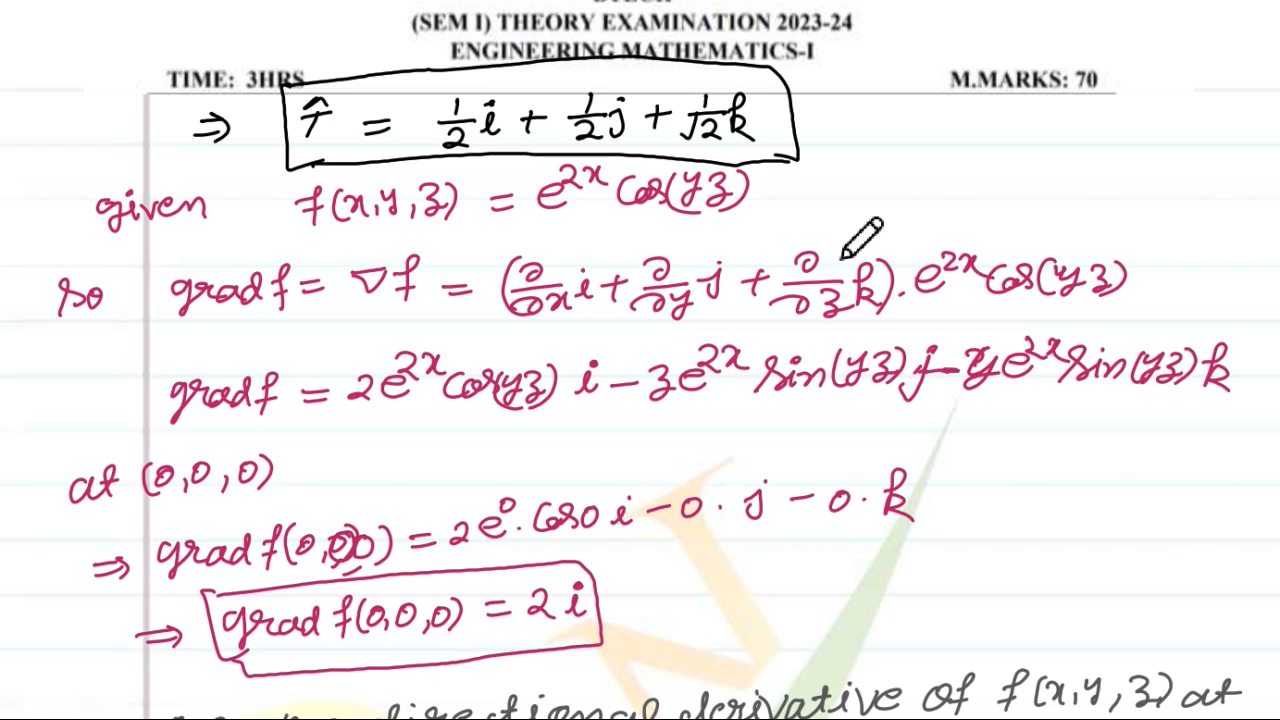 (SEM I) THEORY EXAMINATION 2023-24
ENGINEERING MATHEMATICS-I
TIME: 3HRS M.MARKS: 70
⇒ T̂ = 1/2 i + 1/2 j + 1/√2 k
given f(x,y,z) = e^{2x} cos(yz)
so grad f = ∇f = (∂/∂x i + ∂/∂y j + ∂/∂z k). e^{2x} cos(yz)
grad f = 2e^{2x} cos(yz) i − z e^{2x} sin(yz) j − y e^{2x} sin(yz) k
at (0,0,0)
⇒ grad f(0,0,0) = 2e^0. cos0 i − 0. j − 0. k
⇒ grad f(0,0,0) = 2i
directional derivative of f(x,y,z) at